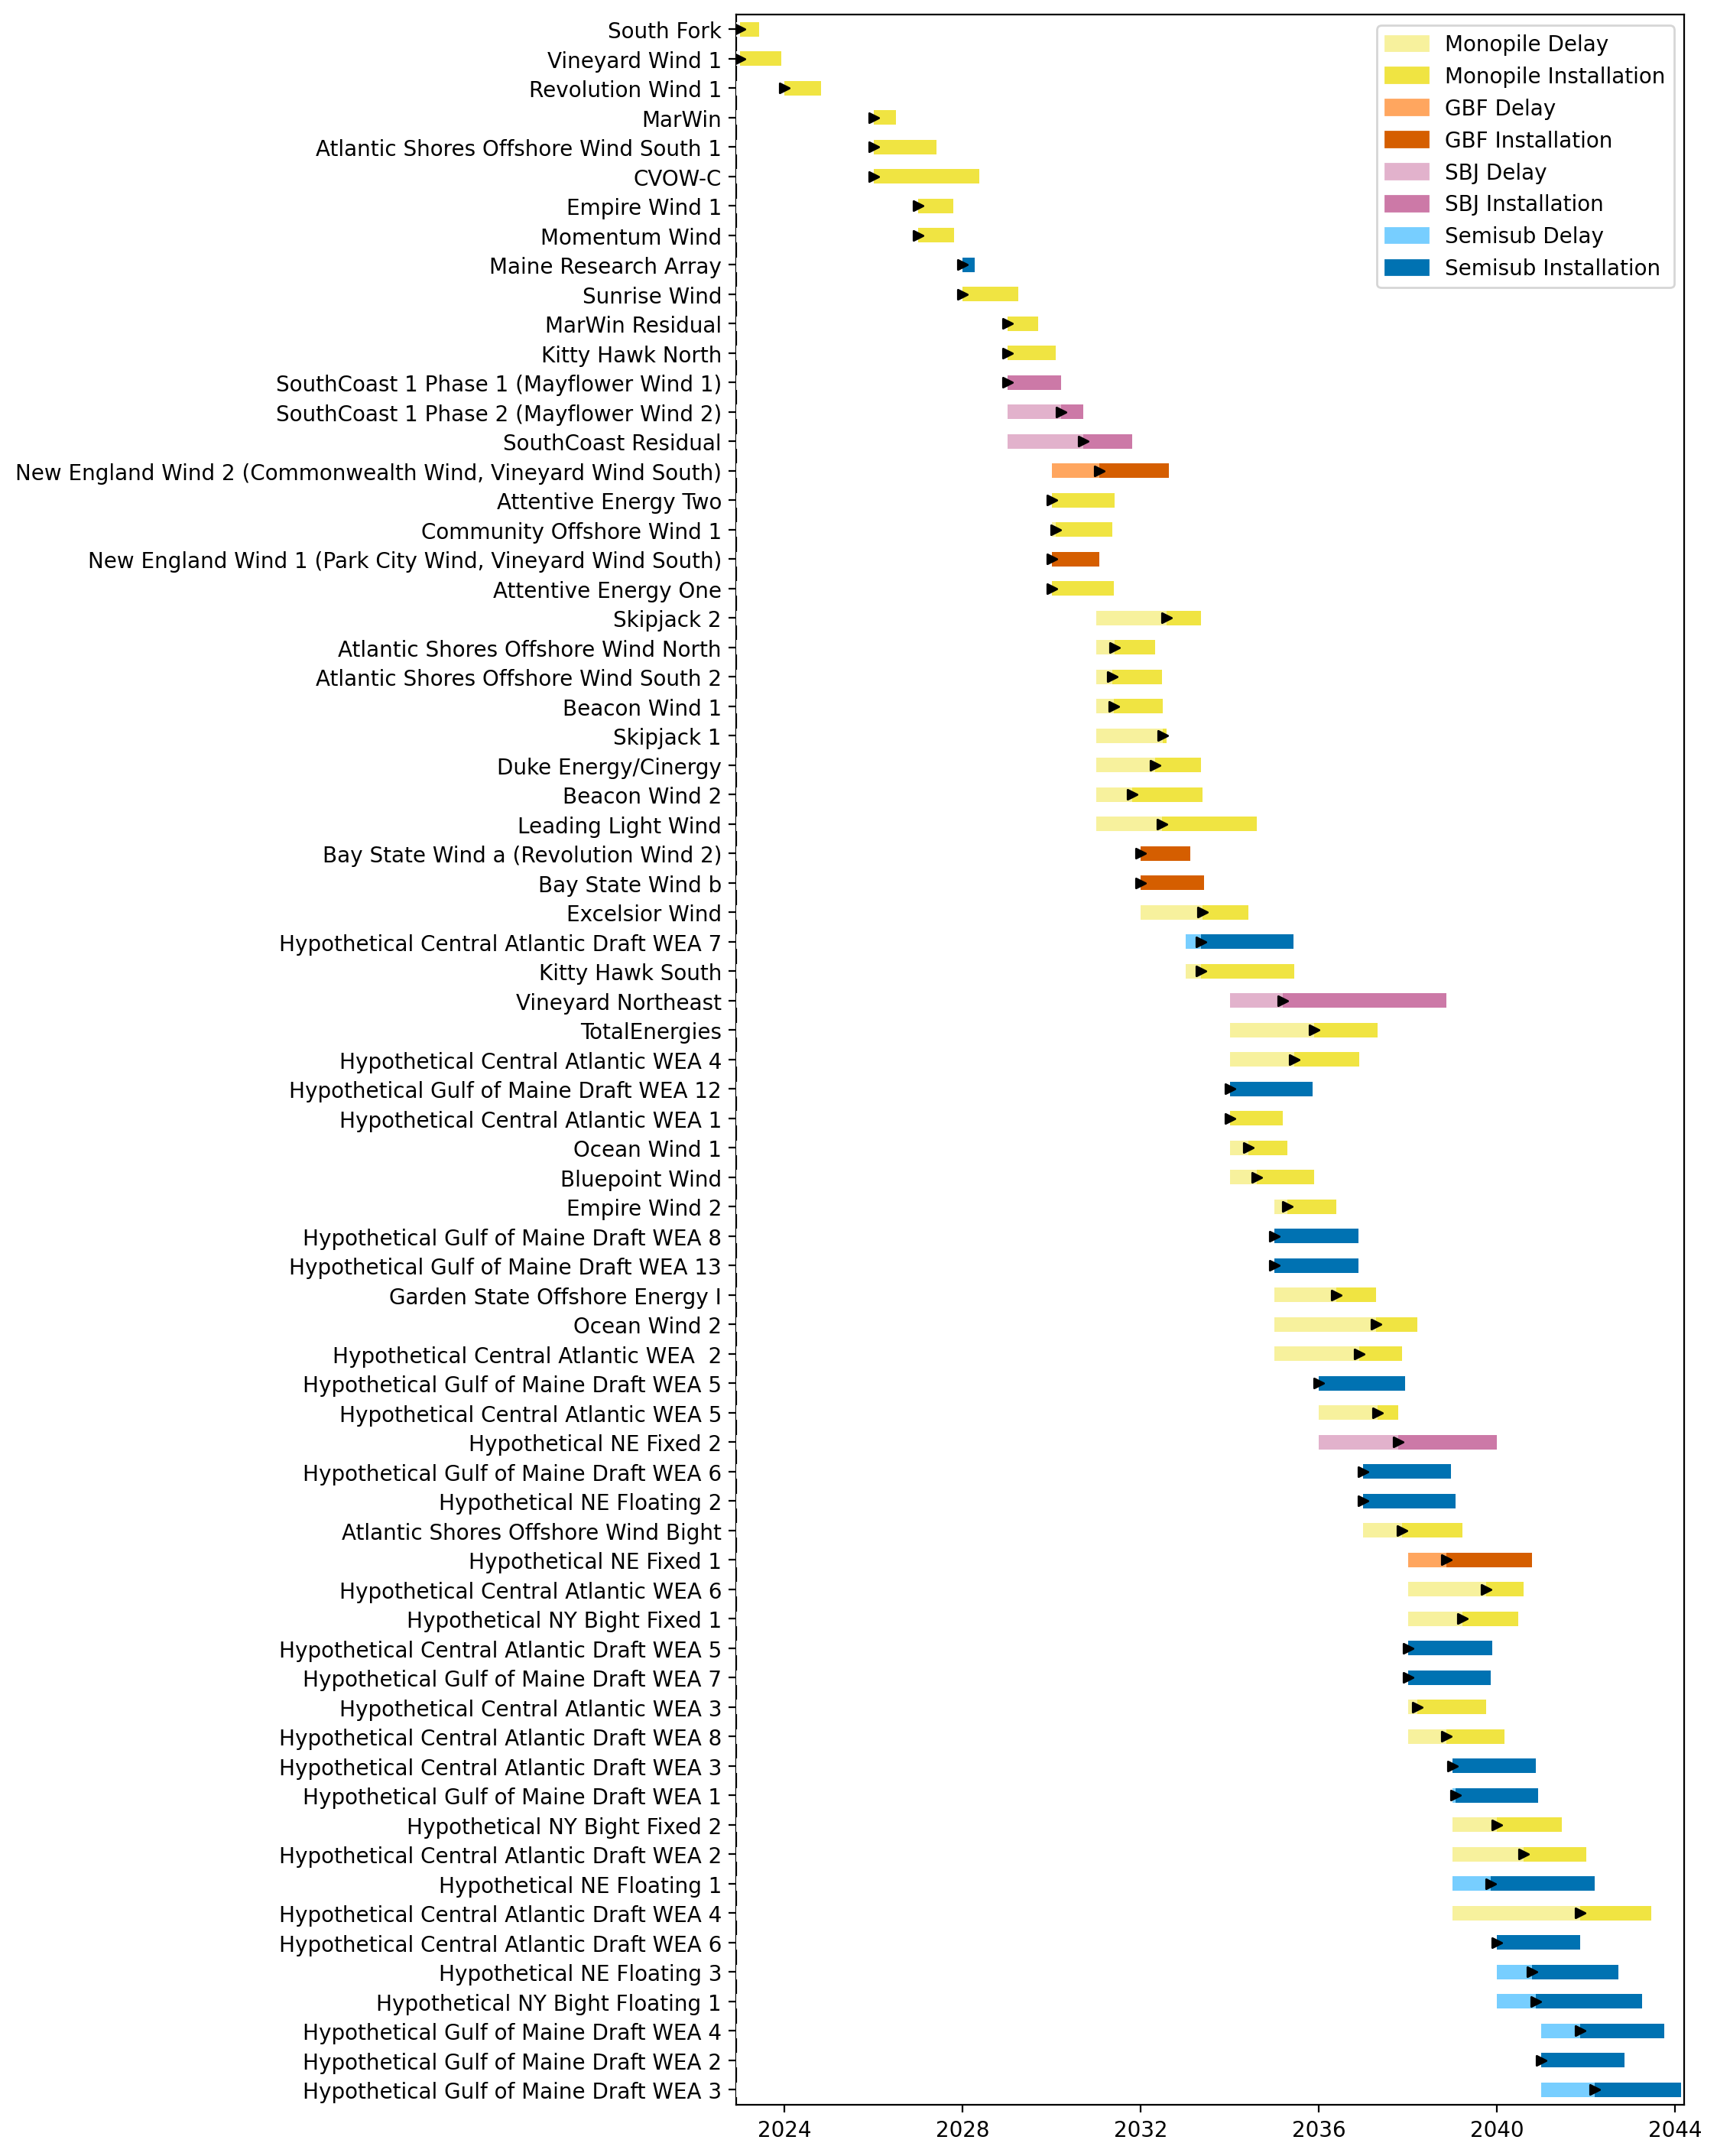 South Fork
Vineyard Wind 1
Revolution Wind 1
MarWin
Atlantic Shores Offshore Wind South 1
CVOW-C
Empire Wind 1
Momentum Wind
Maine Research Array
Sunrise Wind
MarWin Residual
Kitty Hawk North
SouthCoast 1 Phase 1 (Mayflower Wind 1)
SouthCoast 1 Phase 2 (Mayflower Wind 2)
SouthCoast Residual
New England Wind 2 (Commonwealth Wind, Vineyard Wind South)
Attentive Energy Two
Community Offshore Wind 1
New England Wind 1 (Park City Wind, Vineyard Wind South)
Attentive Energy One
Skipjack 2
Atlantic Shores Offshore Wind North
Atlantic Shores Offshore Wind South 2
Beacon Wind 1
Skipjack 1
Duke Energy/Cinergy
Beacon Wind 2
Leading Light Wind
Bay State Wind a (Revolution Wind 2)
Bay State Wind b
Excelsior Wind
Hypothetical Central Atlantic Draft WEA 7
Kitty Hawk South
Vineyard Northeast
TotalEnergies
Hypothetical Central Atlantic WEA 4
Hypothetical Gulf of Maine Draft WEA 12
Hypothetical Central Atlantic WEA 1
Ocean Wind 1
Bluepoint Wind
Empire Wind 2
Hypothetical Gulf of Maine Draft WEA 8
Hypothetical Gulf of Maine Draft WEA 13
Garden State Offshore Energy I
Ocean Wind 2
Hypothetical Central Atlantic WEA  2
Hypothetical Gulf of Maine Draft WEA 5
Hypothetical Central Atlantic WEA 5
Hypothetical NE Fixed 2
Hypothetical Gulf of Maine Draft WEA 6
Hypothetical NE Floating 2
Atlantic Shores Offshore Wind Bight
Hypothetical NE Fixed 1
Hypothetical Central Atlantic WEA 6
Hypothetical NY Bight Fixed 1
Hypothetical Central Atlantic Draft WEA 5
Hypothetical Gulf of Maine Draft WEA 7
Hypothetical Central Atlantic WEA 3
Hypothetical Central Atlantic Draft WEA 8
Hypothetical Central Atlantic Draft WEA 3
Hypothetical Gulf of Maine Draft WEA 1
Hypothetical NY Bight Fixed 2
Hypothetical Central Atlantic Draft WEA 2
Hypothetical NE Floating 1
Hypothetical Central Atlantic Draft WEA 4
Hypothetical Central Atlantic Draft WEA 6
Hypothetical NE Floating 3
Hypothetical NY Bight Floating 1
Hypothetical Gulf of Maine Draft WEA 4
Hypothetical Gulf of Maine Draft WEA 2
Hypothetical Gulf of Maine Draft WEA 3
Monopile Delay
Monopile Installation
GBF Delay
GBF Installation
SBJ Delay
SBJ Installation
Semisub Delay
Semisub Installation
2024 2028 2032 2036 2040 2044